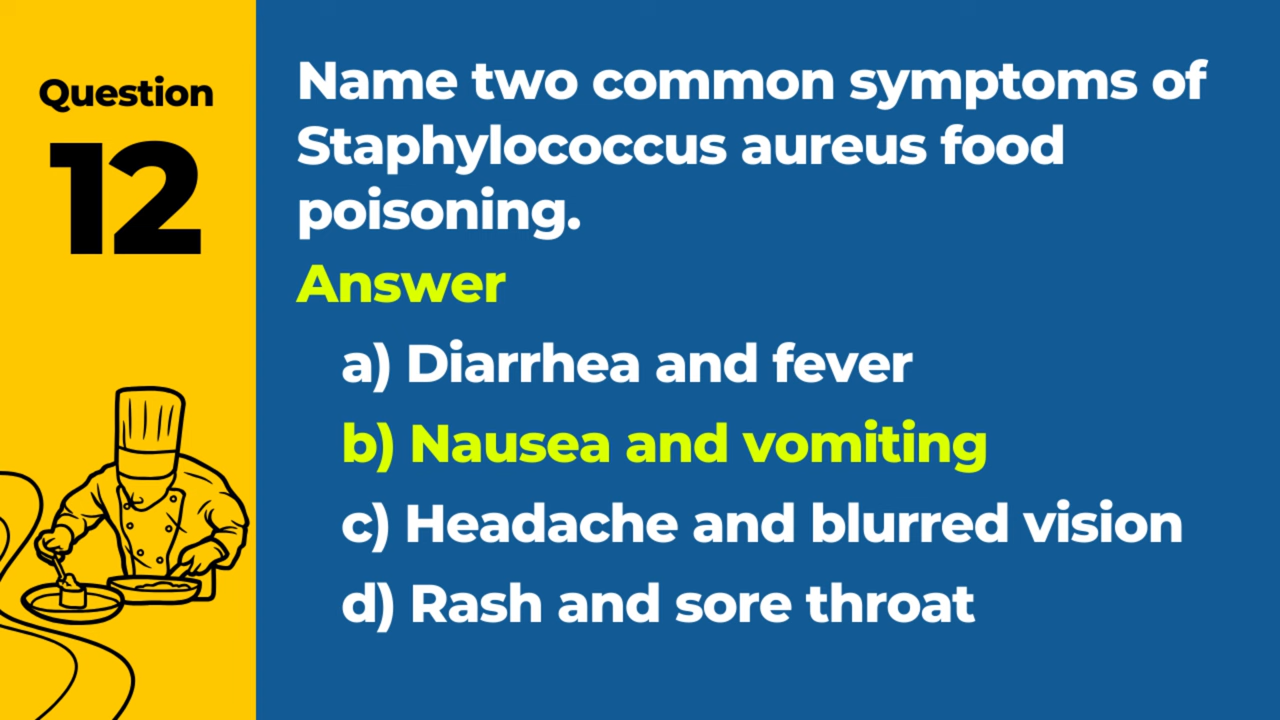 Question
12
Name two common symptoms of
Staphylococcus aureus food
poisoning.
Answer
a) Diarrhea and fever
b) Nausea and vomiting
c) Headache and blurred vision
d) Rash and sore throat